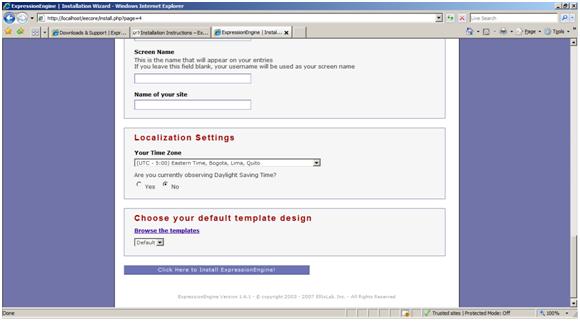 ExpressionEngine | Installation Wizard - Windows Internet Explorer
http://localhost/eecore/install.php?page=4
Live Search
Downloads & Support | Expr...
Installation Instructions — Ex...
ExpressionEngine | Install...
Page
Tools
Screen Name
This is the name that will appear on your entries
If you leave this field blank, your username will be used as your screen name
Name of your site
Localization Settings
Your Time Zone
(UTC - 5:00) Eastern Time, Bogota, Lima, Quito
Are you currently observing Daylight Saving Time?
Yes No
Choose your default template design
Browse the templates
Default
Click Here to Install ExpressionEngine!
ExpressionEngine Version 1.6.1 - © copyright 2003 - 2007 EllisLab, Inc. - All Rights Reserved
Done
Trusted sites | Protected Mode: Off
100%